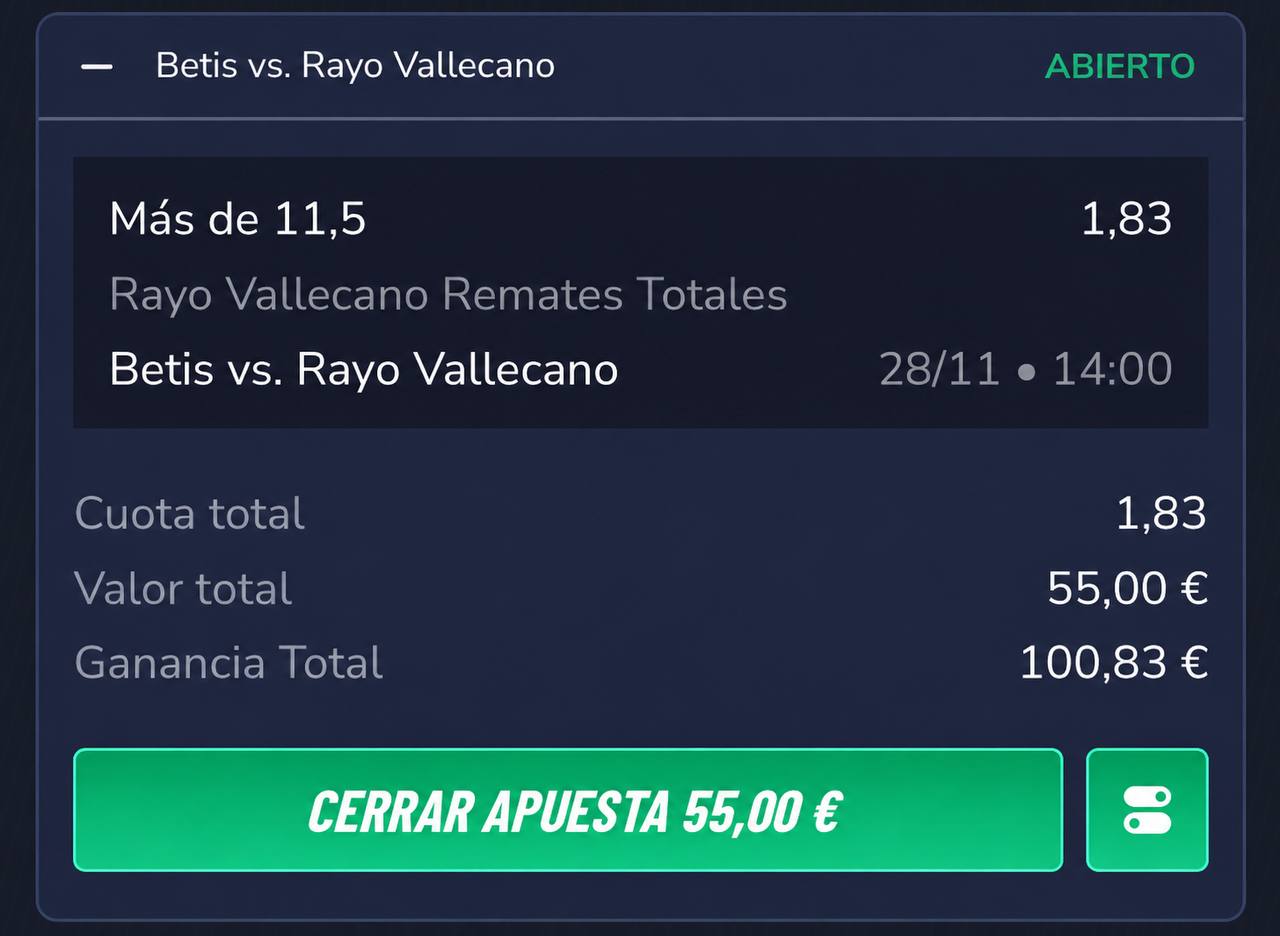 Betis vs. Rayo Vallecano ABIERTO
Más de 11,5 1,83
Rayo Vallecano Remates Totales
Betis vs. Rayo Vallecano 28/11 • 14:00
Cuota total 1,83
Valor total 55,00 €
Ganancia Total 100,83 €
CERRAR APUESTA 55,00 €